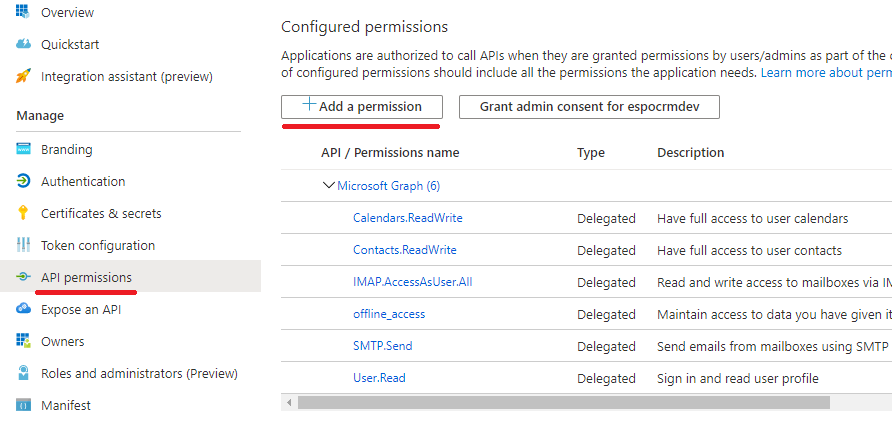 Overview
Quickstart
Integration assistant (preview)
Manage
Branding
Authentication
Certificates & secrets
Token configuration
API permissions
Expose an API
Owners
Roles and administrators (Preview)
Manifest
Configured permissions
Applications are authorized to call APIs when they are granted permissions by users/admins as part of the
of configured permissions should include all the permissions the application needs. Learn more about
Add a permission
Grant admin consent for espocrmdev
API / Permissions name Type Description
Microsoft Graph (6)
Calendars.ReadWrite Delegated Have full access to user calendars
Contacts.ReadWrite Delegated Have full access to user contacts
IMAP.AccessAsUser.All Delegated Read and write access to mailboxes via
offline_access Delegated Maintain access to data you have given it
SMTP.Send Delegated Send emails from mailboxes using SMTP
User.Read Delegated Sign in and read user profile